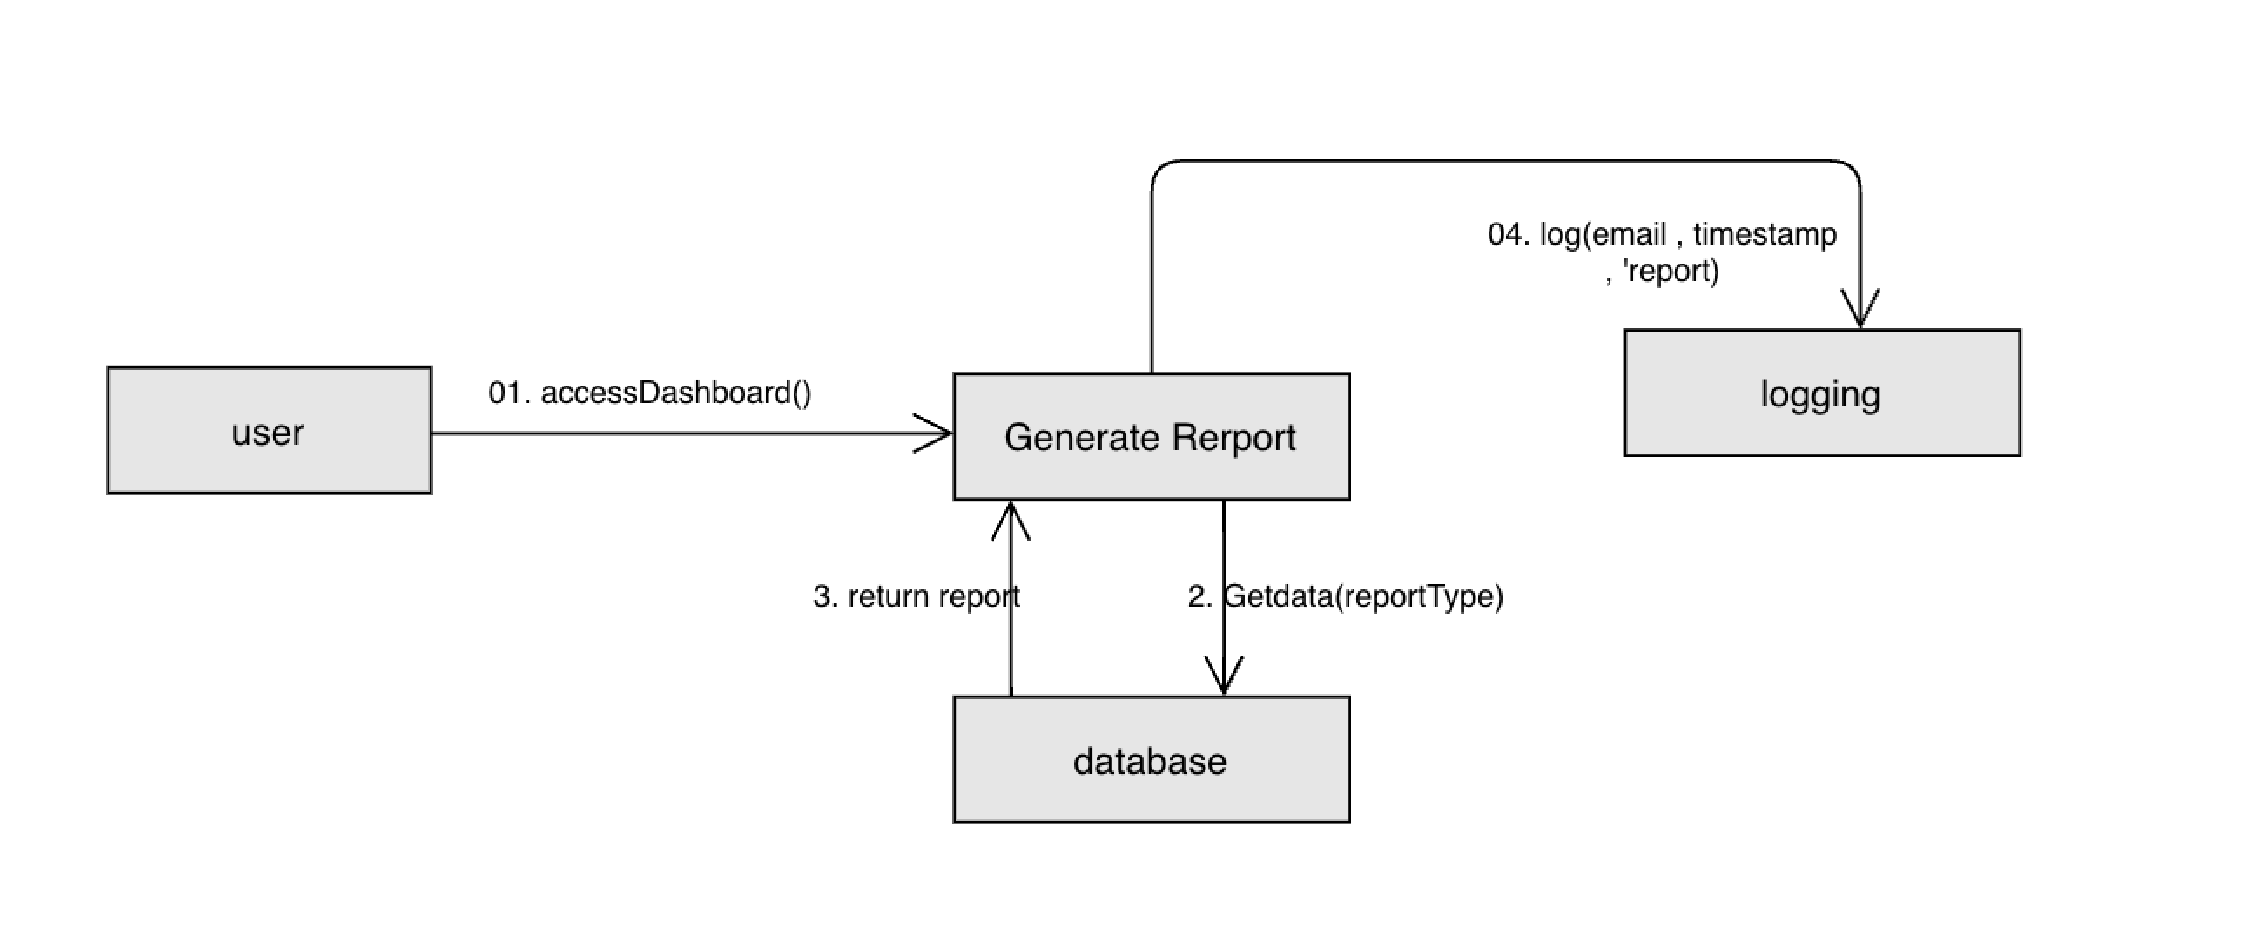 04. log(email , timestamp
, 'report)
user
01. accessDashboard()
Generate Rerport
logging
3. return report
2. Getdata(reportType)
database